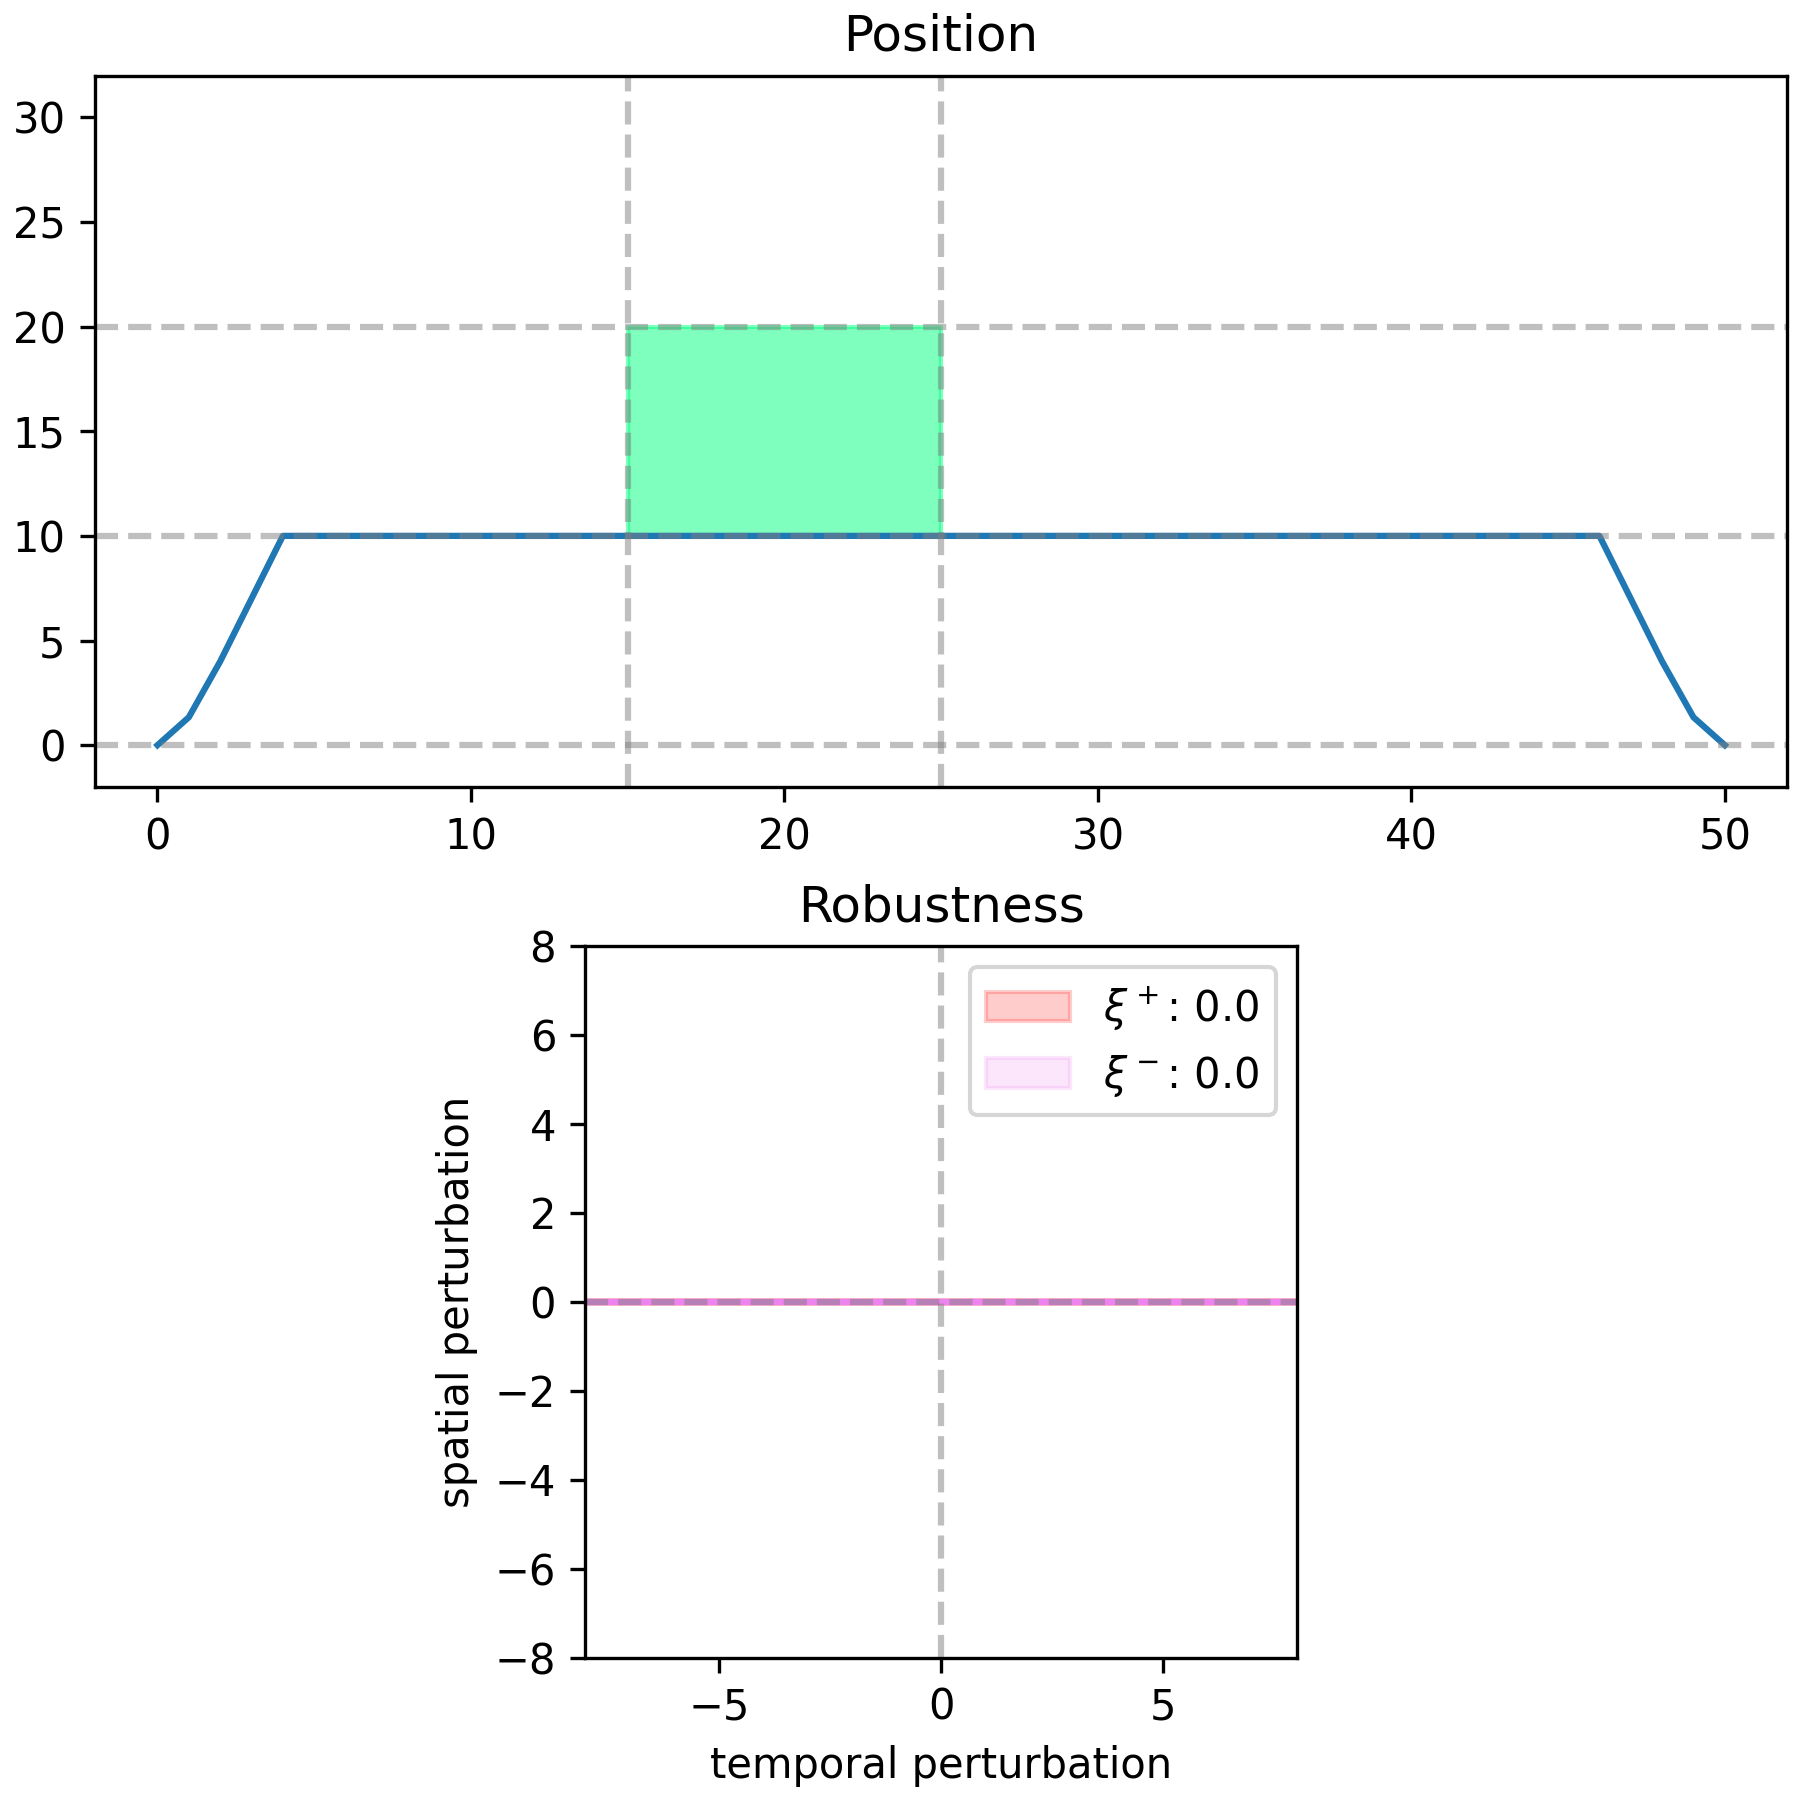 Position
30
25
20
15
10
5
0
0 10 20 30 40 50
Robustness
8
6
4
2
0
−2
−4
−6
−8
spatial perturbation
ξ⁺: 0.0
ξ⁻: 0.0
−5 0 5
temporal perturbation